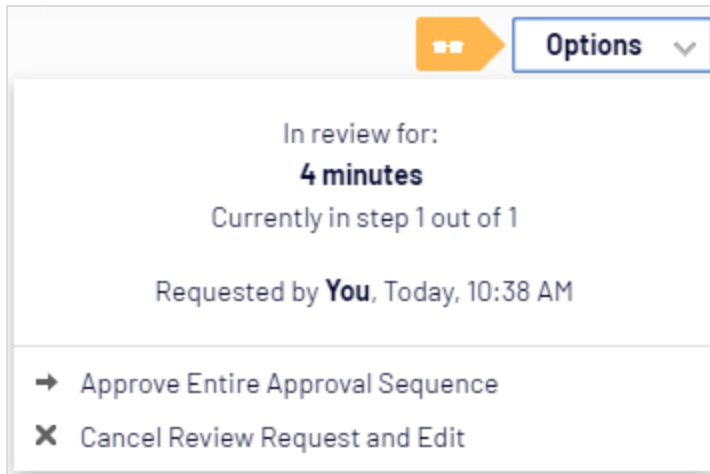 Options
In review for:
4 minutes
Currently in step 1 out of 1
Requested by You, Today, 10:38 AM
Approve Entire Approval Sequence
Cancel Review Request and Edit